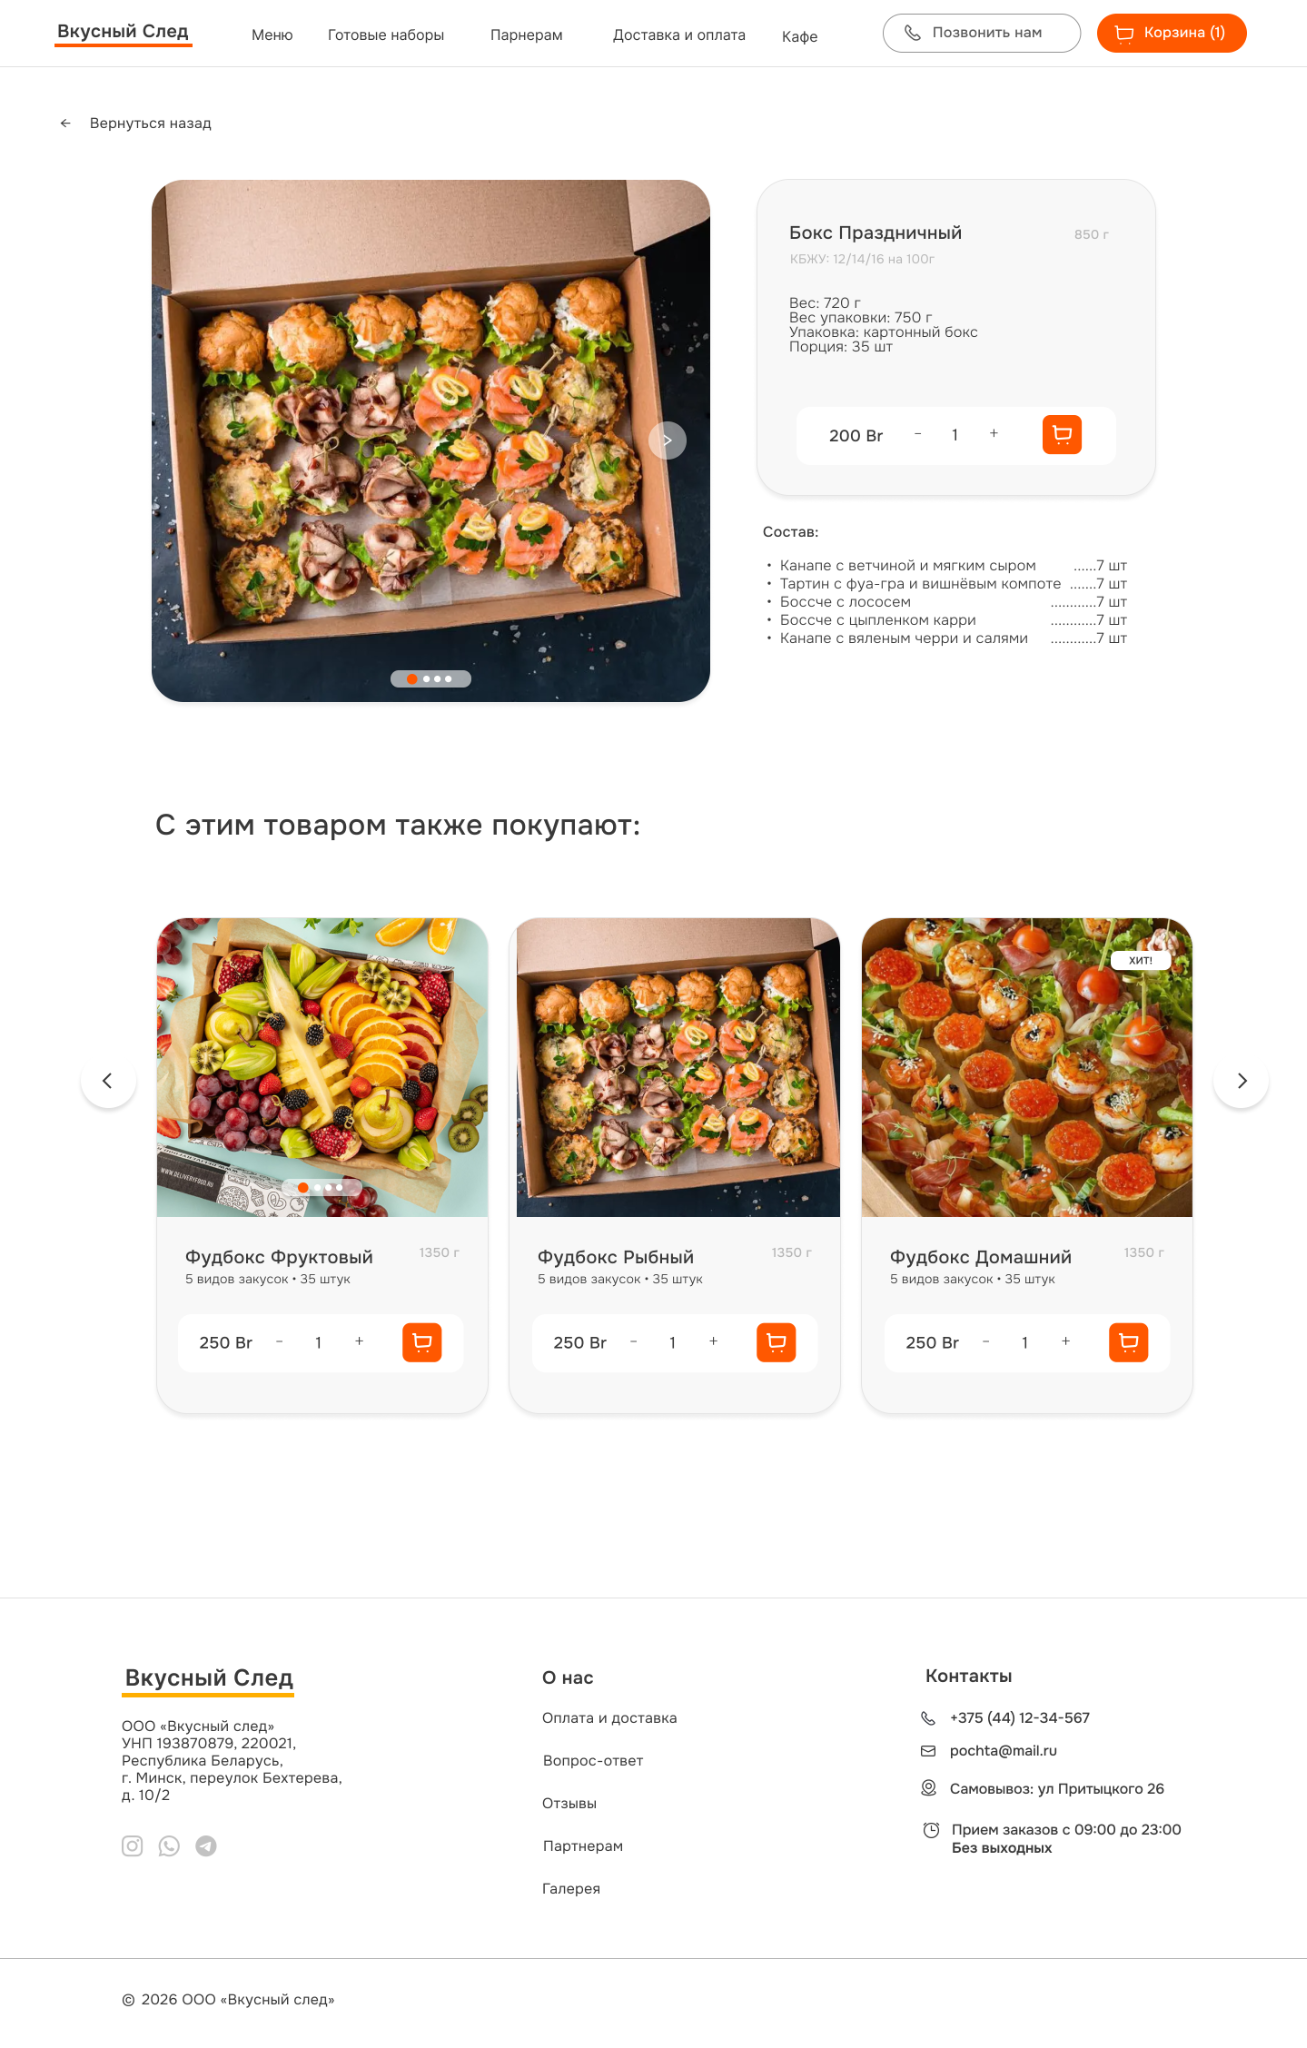 Вкусный След
Меню
Готовые наборы
Парнерам
Доставка и оплата
Кафе
Позвонить нам
Корзина (1)
Вернуться назад
Бокс Праздничный
850 г
КБЖУ: 12/14/16 на 100г
Вес: 720 г
Вес упаковки: 750 г
Упаковка: картонный бокс
Порция: 35 шт
200 Br − 1 +
Состав:
• Канапе с ветчиной и мягким сыром ......7 шт
• Тартин с фуа-гра и вишнёвым компоте .......7 шт
• Боссче с лососем ............7 шт
• Боссче с цыпленком карри ............7 шт
• Канапе с вяленым черри и салями ............7 шт
С этим товаром также покупают:
WWW.DELIVERYFOOD.RU
Фудбокс Фруктовый
1350 г
5 видов закусок • 35 штук
250 Br − 1 +
Фудбокс Рыбный
1350 г
5 видов закусок • 35 штук
250 Br − 1 +
ХИТ!
Фудбокс Домашний
1350 г
5 видов закусок • 35 штук
250 Br − 1 +
Вкусный След
ООО «Вкусный след»
УНП 193870879, 220021,
Республика Беларусь,
г. Минск, переулок Бехтерева,
д. 10/2
О нас
Оплата и доставка
Вопрос-ответ
Отзывы
Партнерам
Галерея
Контакты
+375 (44) 12-34-567
pochta@mail.ru
Самовывоз: ул Притыцкого 26
Прием заказов с 09:00 до 23:00
Без выходных
© 2026 ООО «Вкусный след»